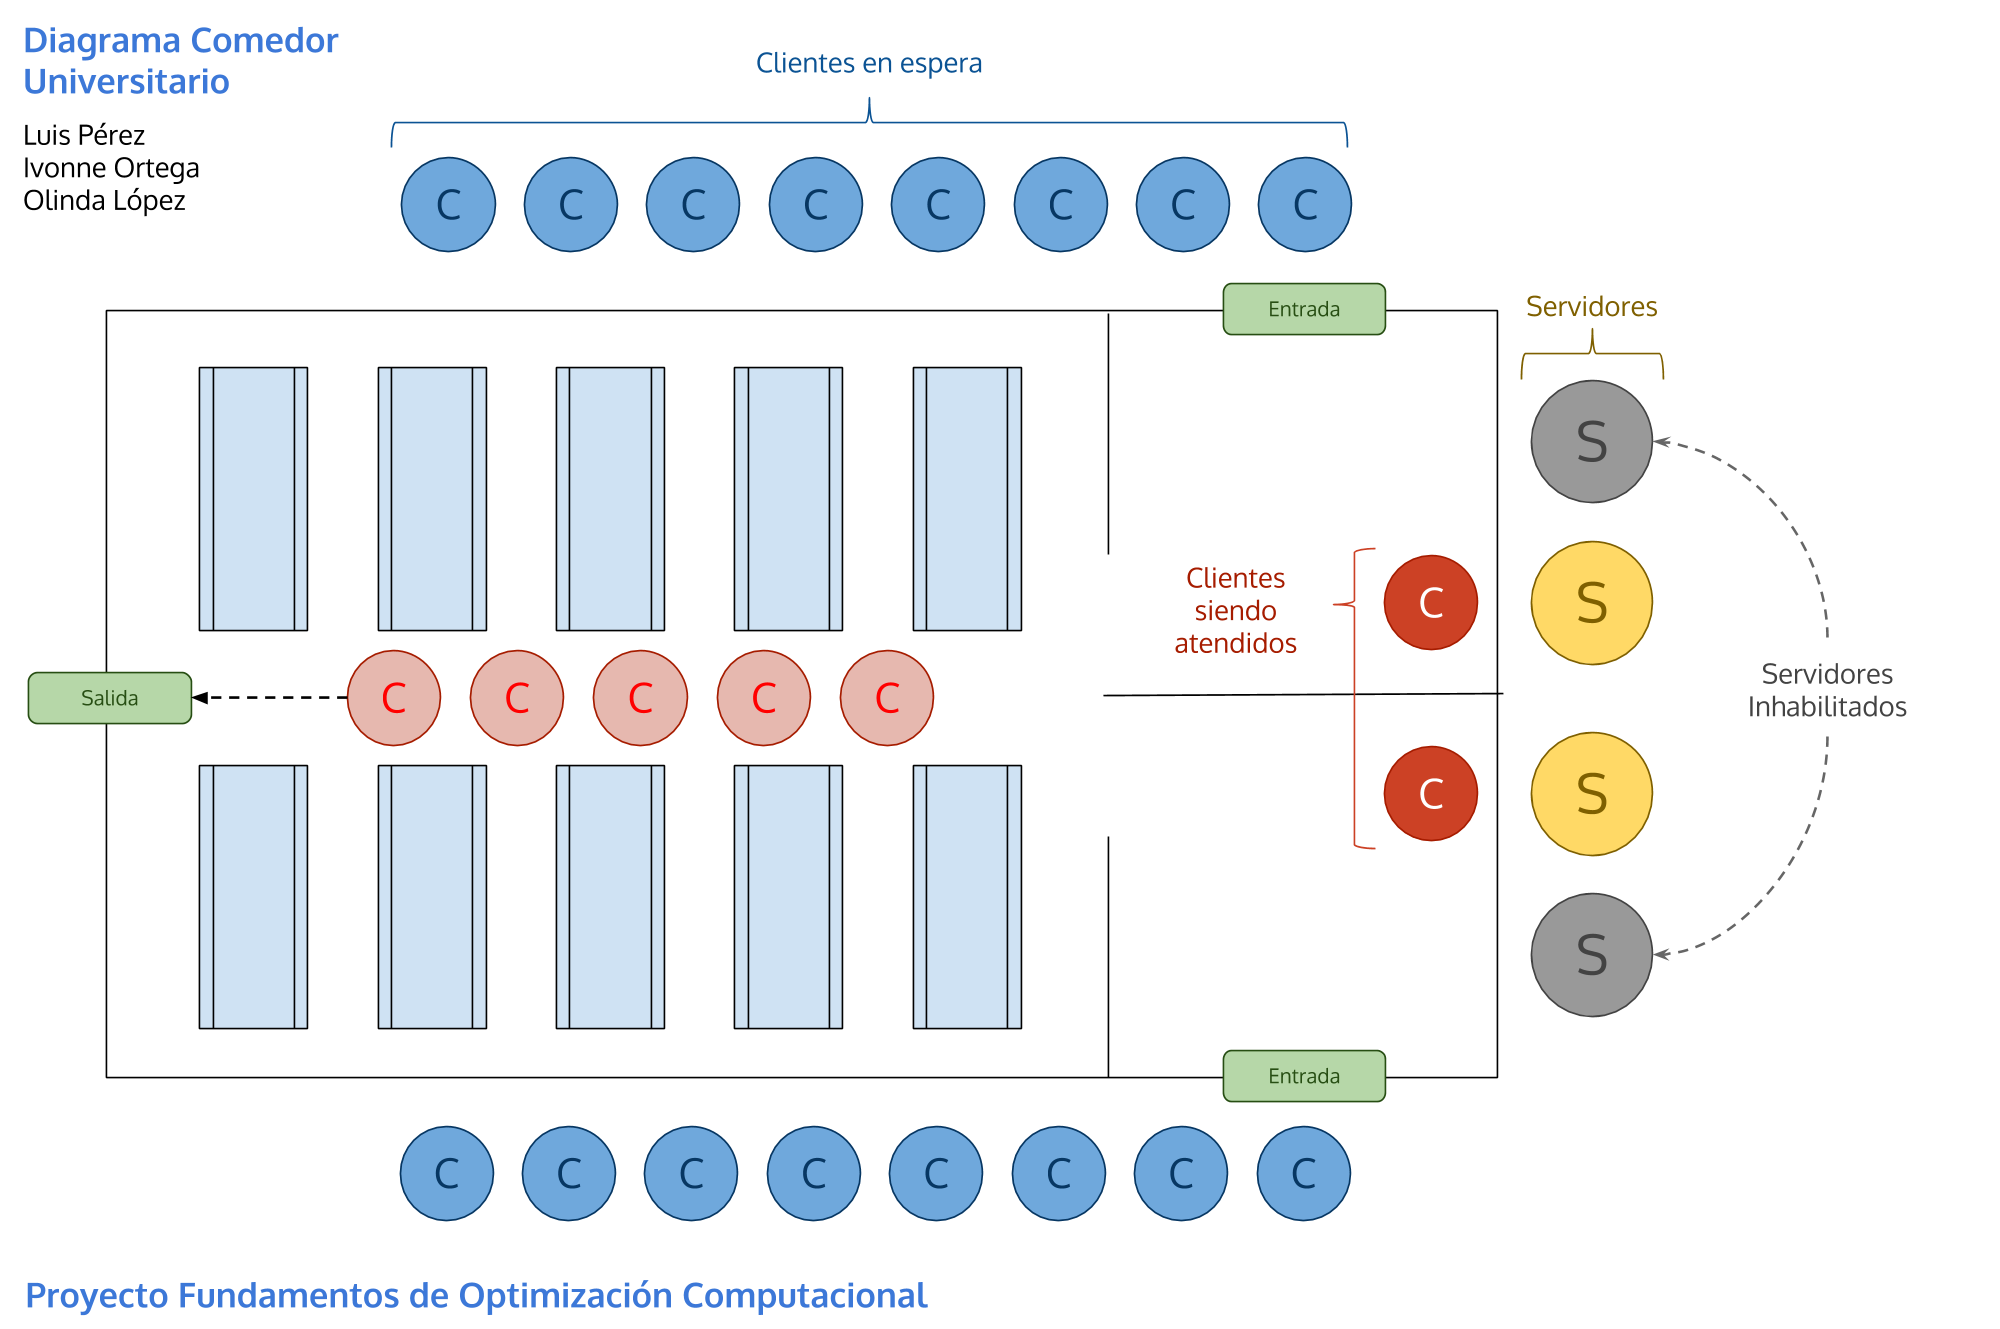 Diagrama Comedor
Universitario
Luis Pérez
Ivonne Ortega
Olinda López
Clientes en espera
C C C C C C C C
Entrada
Servidores
S
Clientes
siendo
atendidos
C
S
Servidores
Inhabilitados
Salida
C C C C C
C
S
S
Entrada
C C C C C C C C
Proyecto Fundamentos de Optimización Computacional